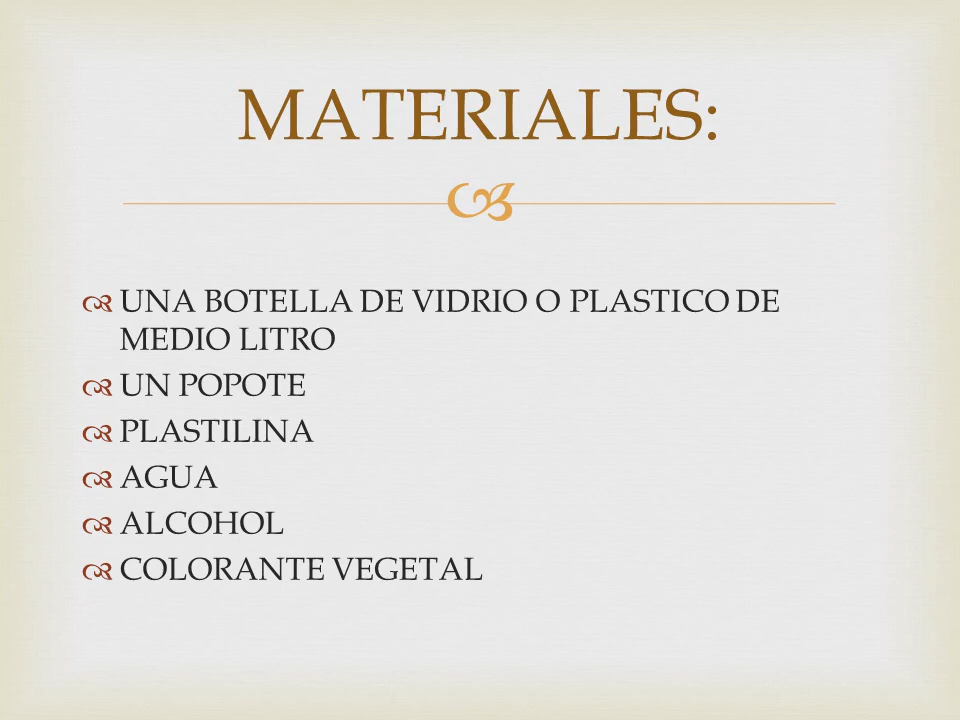 MATERIALES:
UNA BOTELLA DE VIDRIO O PLASTICO DE
MEDIO LITRO
UN POPOTE
PLASTILINA
AGUA
ALCOHOL
COLORANTE VEGETAL